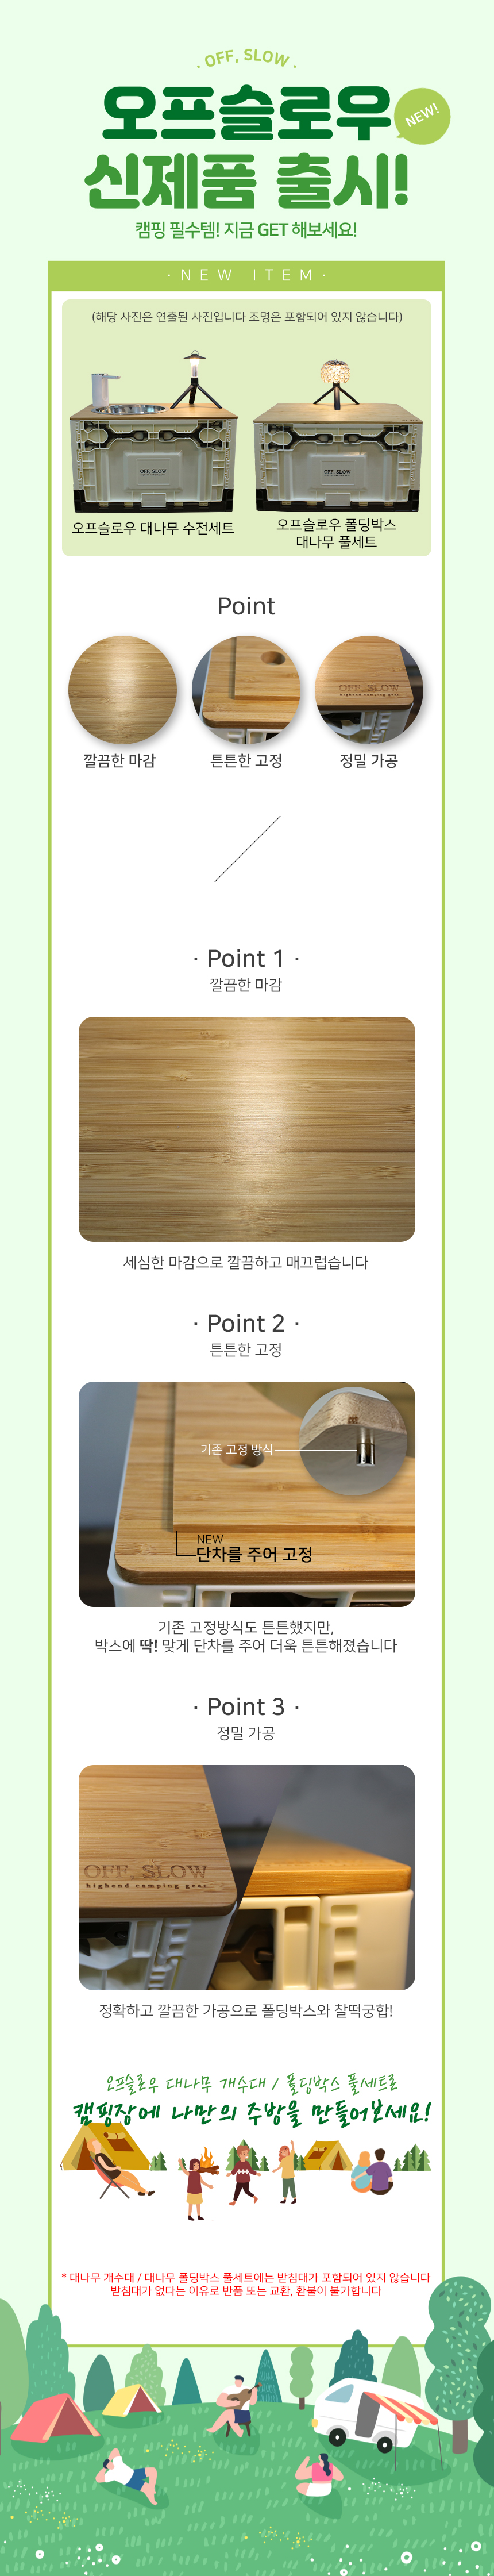 · OFF, SLOW ·
오프슬로우
NEW!
신제품 출시!
캠핑 필수템! 지금 GET 해보세요!
· NEW ITEM ·
(해당 사진은 연출된 사진입니다 조명은 포함되어 있지 않습니다)
OFF, SLOW
OFF, SLOW
오프슬로우 대나무 수전세트
오프슬로우 폴딩박스
대나무 풀세트
Point
OFF, SLOW
highend camping gear
깔끔한 마감
튼튼한 고정
정밀 가공
· Point 1 ·
깔끔한 마감
세심한 마감으로 깔끔하고 매끄럽습니다
· Point 2 ·
튼튼한 고정
기존 고정 방식
NEW
단차를 주어 고정
기존 고정방식도 튼튼했지만,
박스에 딱! 맞게 단차를 주어 더욱 튼튼해졌습니다
· Point 3 ·
정밀 가공
OFF, SLOW
highend camping gear
정확하고 깔끔한 가공으로 폴딩박스와 찰떡궁합!
오프슬로우 대나무 개수대 / 폴딩박스 풀세트로
캠핑장에 나만의 주방을 만들어보세요!
* 대나무 개수대 / 대나무 폴딩박스 풀세트에는 받침대가 포함되어 있지 않습니다
받침대가 없다는 이유로 반품 또는 교환, 환불이 불가합니다